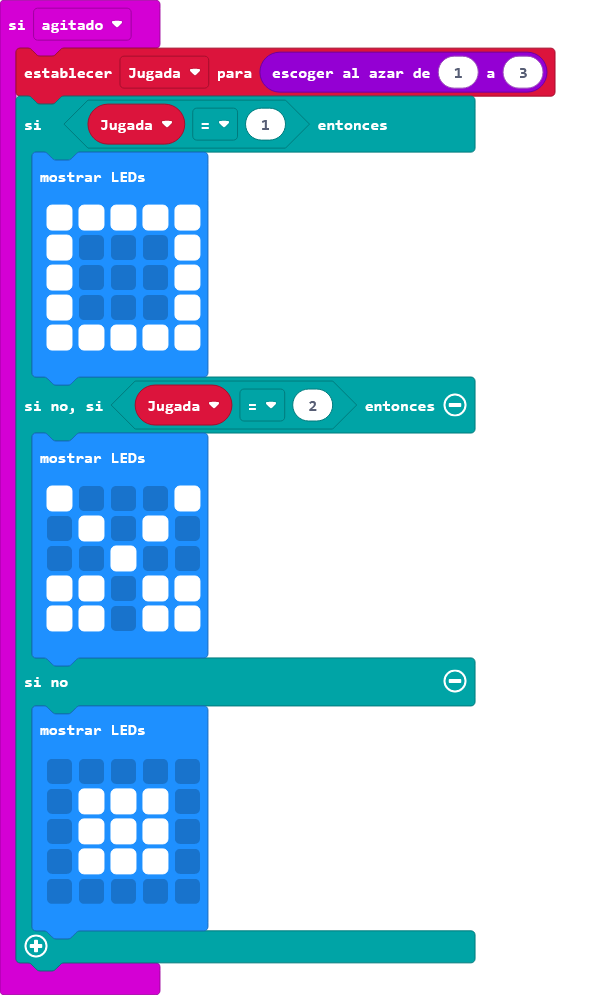 si agitado
establecer Jugada para escoger al azar de 1 a 3
si Jugada = 1 entonces
mostrar LEDs
si no, si Jugada = 2 entonces
mostrar LEDs
si no
mostrar LEDs